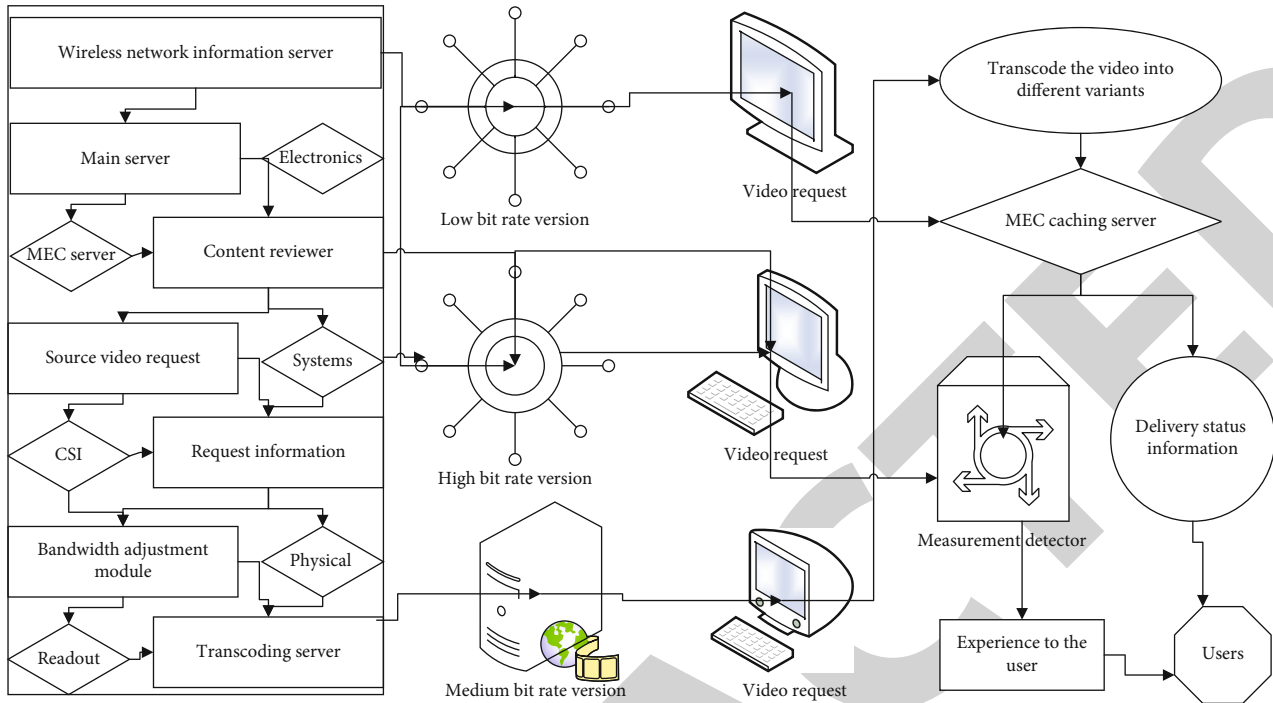 Wireless network information server
Main server
Electronics
MEC server
Content reviewer
Source video request
Systems
CSI
Request information
Bandwidth adjustment
module
Physical
Readout
Transcoding server
Low bit rate version
High bit rate version
Medium bit rate version
Video request
Video request
Video request
Transcode the video into
different variants
MEC caching server
Measurement detector
Delivery status
information
Experience to the
user
Users